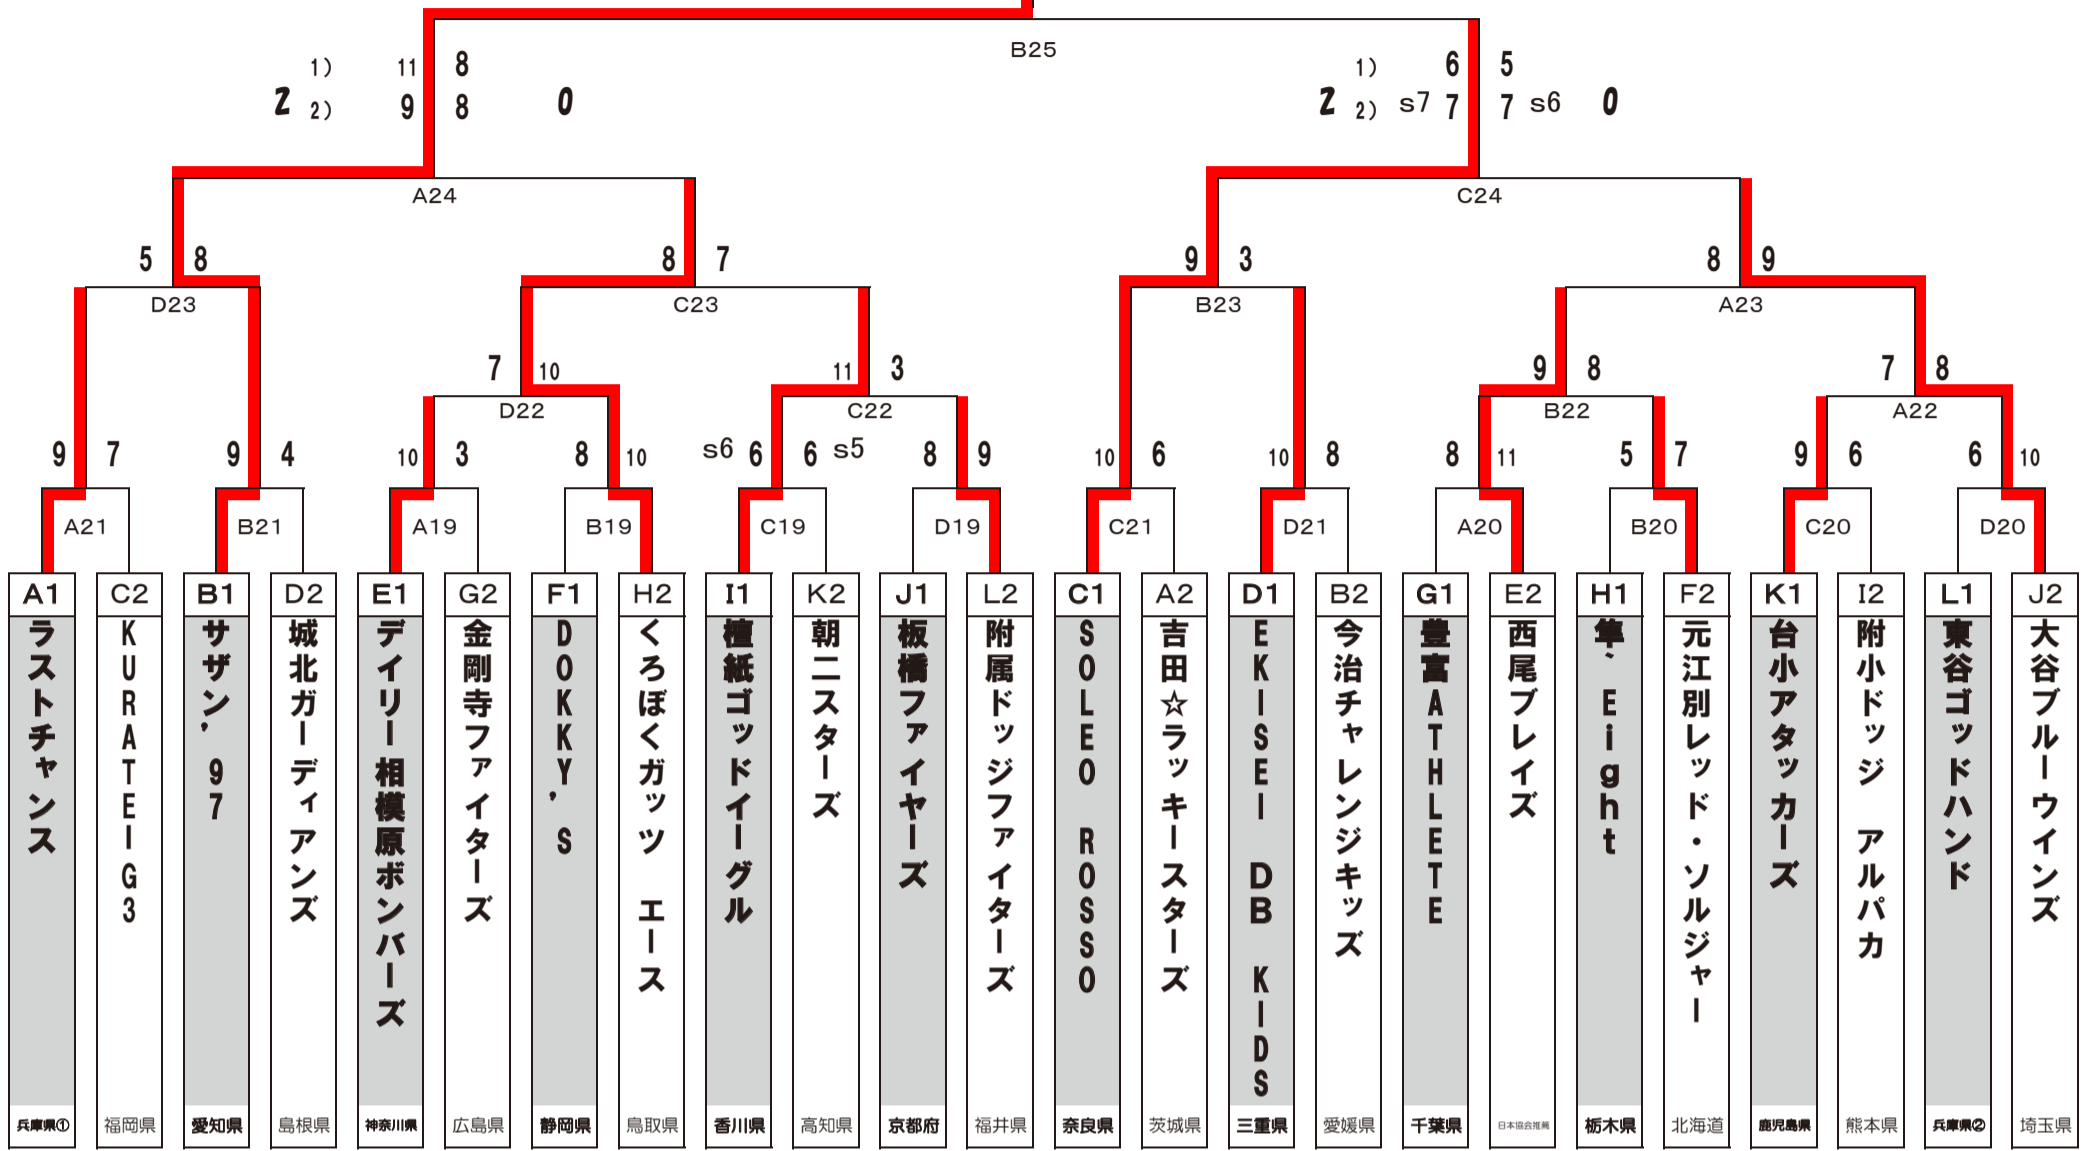 B25
1) 11 8
2 2) 9 8 0
1) 6 5
2 2) s7 7 7 s6 0
A24
C24
5 8
8 7
9 3
8 9
D23
C23
B23
A23
7 10
11 3
9 8
7 8
D22
C22
B22
A22
9 7
9 4
10 3
8 10
s6 6 6 s5
8 9
10 6
10 8
8 11
5 7
9 6
6 10
A21
B21
A19
B19
C19
D19
C21
D21
A20
B20
C20
D20
A1
ラストチャンス
兵庫県①
C2
KURATEIG3
福岡県
B1
サザン’97
愛知県
D2
城北ガーディアンズ
島根県
E1
デイリー相模原ボンバーズ
神奈川県
G2
金剛寺ファイターズ
広島県
F1
DOKKY’S
静岡県
H2
くろぼくガッツ エース
鳥取県
I1
檀紙ゴッドイーグル
香川県
K2
朝二スターズ
高知県
J1
板橋ファイヤーズ
京都府
L2
附属ドッジファイターズ
福井県
C1
SOLEO ROSSO
奈良県
A2
吉田☆ラッキースターズ
茨城県
D1
EKISEI DB KIDS
三重県
B2
今治チャレンジキッズ
愛媛県
G1
豊富ATHLETE
千葉県
E2
西尾ブレイズ
日本協会推薦
H1
隼〝Eight
栃木県
F2
元江別レッド・ソルジャー
北海道
K1
台小アタッカーズ
鹿児島県
I2
附小ドッジ アルパカ
熊本県
L1
東谷ゴッドハンド
兵庫県②
J2
大谷ブルーウインズ
埼玉県